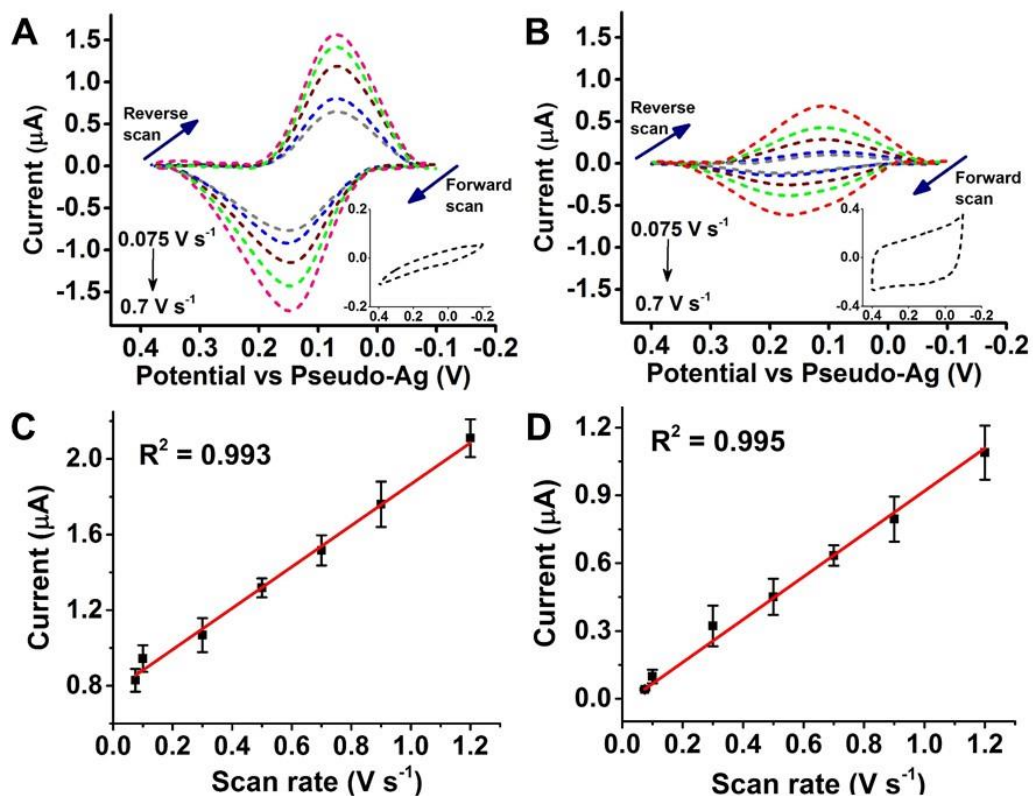 A
Current (μA)
1.5
1.0
0.5
0.0
-0.5
-1.0
-1.5
Reverse
scan
Forward
scan
0.075 V s⁻¹
0.7 V s⁻¹
0.2
0.0
-0.2
0.4 0.2 0.0 -0.2
0.4 0.3 0.2 0.1 0.0 -0.1 -0.2
Potential vs Pseudo-Ag (V)
B
Current (μA)
1.5
1.0
0.5
0.0
-0.5
-1.0
-1.5
Reverse
scan
Forward
scan
0.075 V s⁻¹
0.7 V s⁻¹
0.4
0.0
-0.4
0.4 0.2 0.0 -0.2
0.4 0.3 0.2 0.1 0.0 -0.1 -0.2
Potential vs Pseudo-Ag (V)
C
R² = 0.993
Current (μA)
2.0
1.6
1.2
0.8
0.0 0.2 0.4 0.6 0.8 1.0 1.2
Scan rate (V s⁻¹)
D
R² = 0.995
Current (μA)
1.2
0.9
0.6
0.3
0.0
0.0 0.2 0.4 0.6 0.8 1.0 1.2
Scan rate (V s⁻¹)